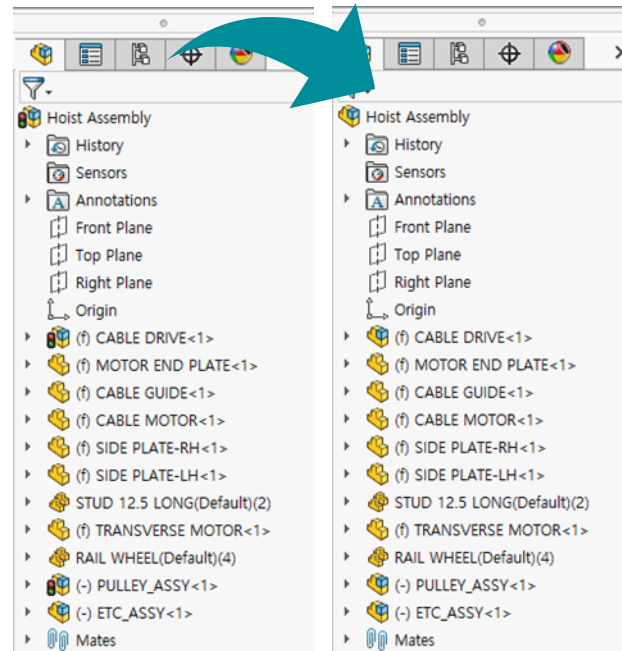 Hoist Assembly
History
Sensors
A Annotations
Front Plane
Top Plane
Right Plane
Origin
(f) CABLE DRIVE<1>
(f) MOTOR END PLATE<1>
(f) CABLE GUIDE<1>
(f) CABLE MOTOR<1>
(f) SIDE PLATE-RH<1>
(f) SIDE PLATE-LH<1>
STUD 12.5 LONG(Default)(2)
(f) TRANSVERSE MOTOR<1>
RAIL WHEEL(Default)(4)
(-) PULLEY_ASSY<1>
(-) ETC_ASSY<1>
Mates
Hoist Assembly
History
Sensors
A Annotations
Front Plane
Top Plane
Right Plane
Origin
(f) CABLE DRIVE<1>
(f) MOTOR END PLATE<1>
(f) CABLE GUIDE<1>
(f) CABLE MOTOR<1>
(f) SIDE PLATE-RH<1>
(f) SIDE PLATE-LH<1>
STUD 12.5 LONG(Default)(2)
(f) TRANSVERSE MOTOR<1>
RAIL WHEEL(Default)(4)
(-) PULLEY_ASSY<1>
(-) ETC_ASSY<1>
Mates